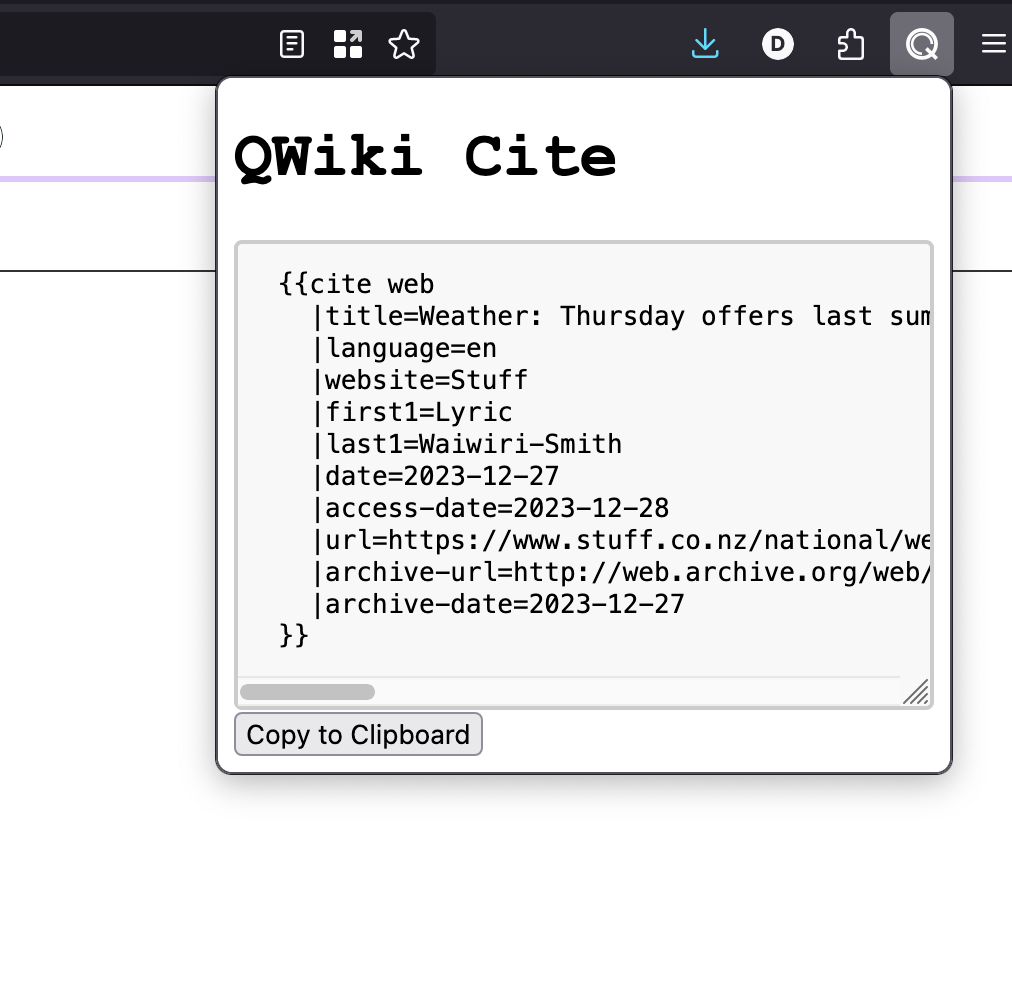 D
QWiki Cite
{{cite web
|title=Weather: Thursday offers last
|language=en
|website=Stuff
|first1=Lyric
|last1=Waiwiri-Smith
|date=2023-12-27
|access-date=2023-12-28
|url=https://www.stuff.co.nz/national/we
|archive-url=http://web.archive.org/web/
|archive-date=2023-12-27
}}
Copy to Clipboard